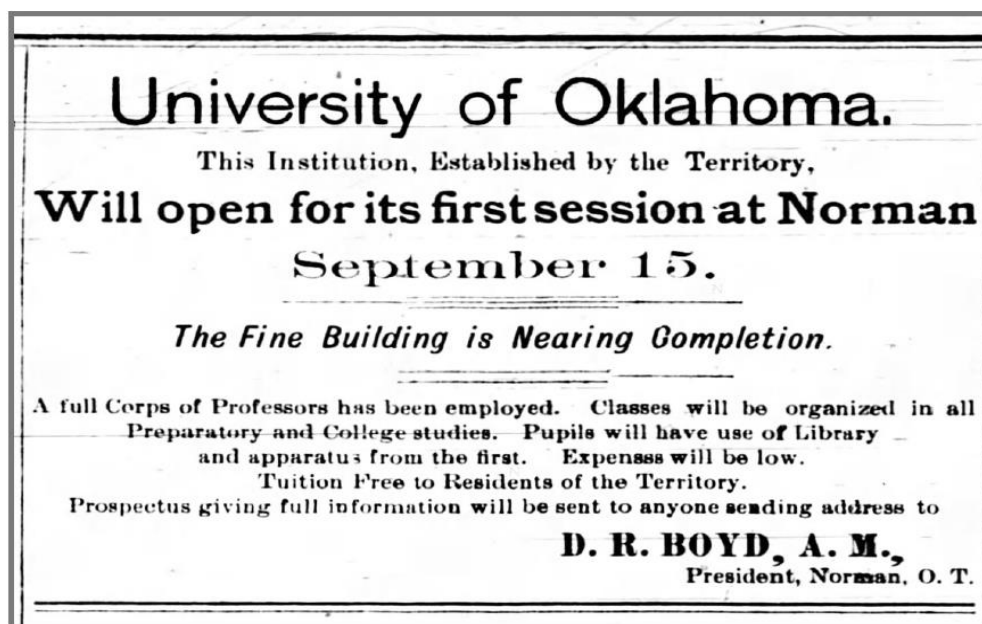 University of Oklahoma.
This Institution, Established by the Territory,
Will open for its first session at Norman
September 15.
The Fine Building is Nearing Completion.
A full Corps of Professors has been employed. Classes will be organized in all
Preparatory and College studies. Pupils will have use of Library
and apparatus from the first. Expenses will be low.
Tuition Free to Residents of the Territory.
Prospectus giving full information will be sent to anyone sending address to
D. R. BOYD, A. M.,
President, Norman, O. T.